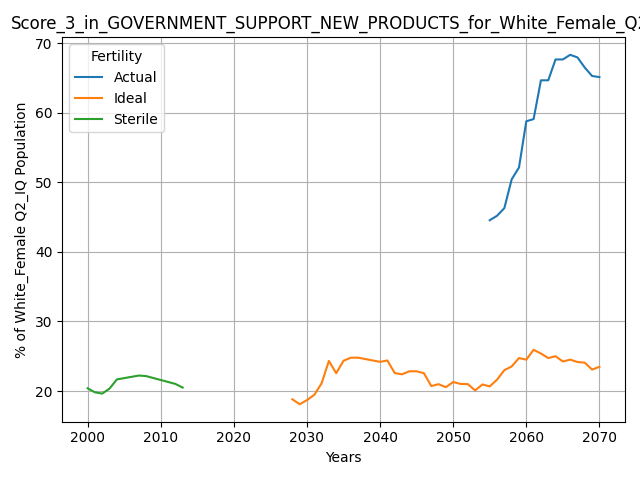 Score_3_in_GOVERNMENT_SUPPORT_NEW_PRODUCTS_for_White_Female_Q2
Fertility
Actual
Ideal
Sterile
% of White_Female Q2_IQ Population
70
60
50
40
30
20
2000 2010 2020 2030 2040 2050 2060 2070
Years